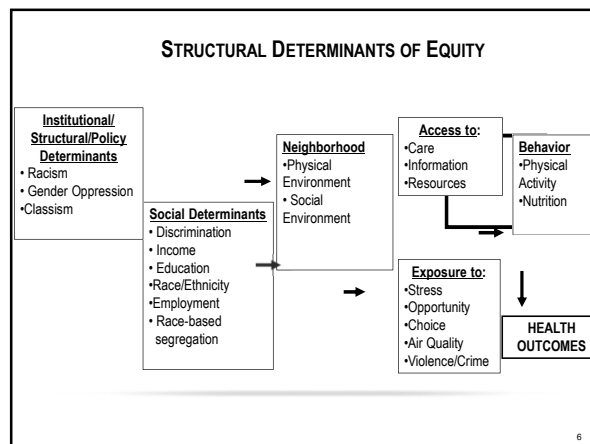 STRUCTURAL DETERMINANTS OF EQUITY
Institutional/
Structural/Policy
Determinants
• Racism
• Gender Oppression
• Classism
Social Determinants
• Discrimination
• Income
• Education
•Race/Ethnicity
•Employment
• Race-based
segregation
Neighborhood
•Physical
Environment
• Social
Environment
Access to:
•Care
•Information
•Resources
Exposure to:
•Stress
•Opportunity
•Choice
•Air Quality
•Violence/Crime
Behavior
•Physical
Activity
•Nutrition
HEALTH
OUTCOMES
6